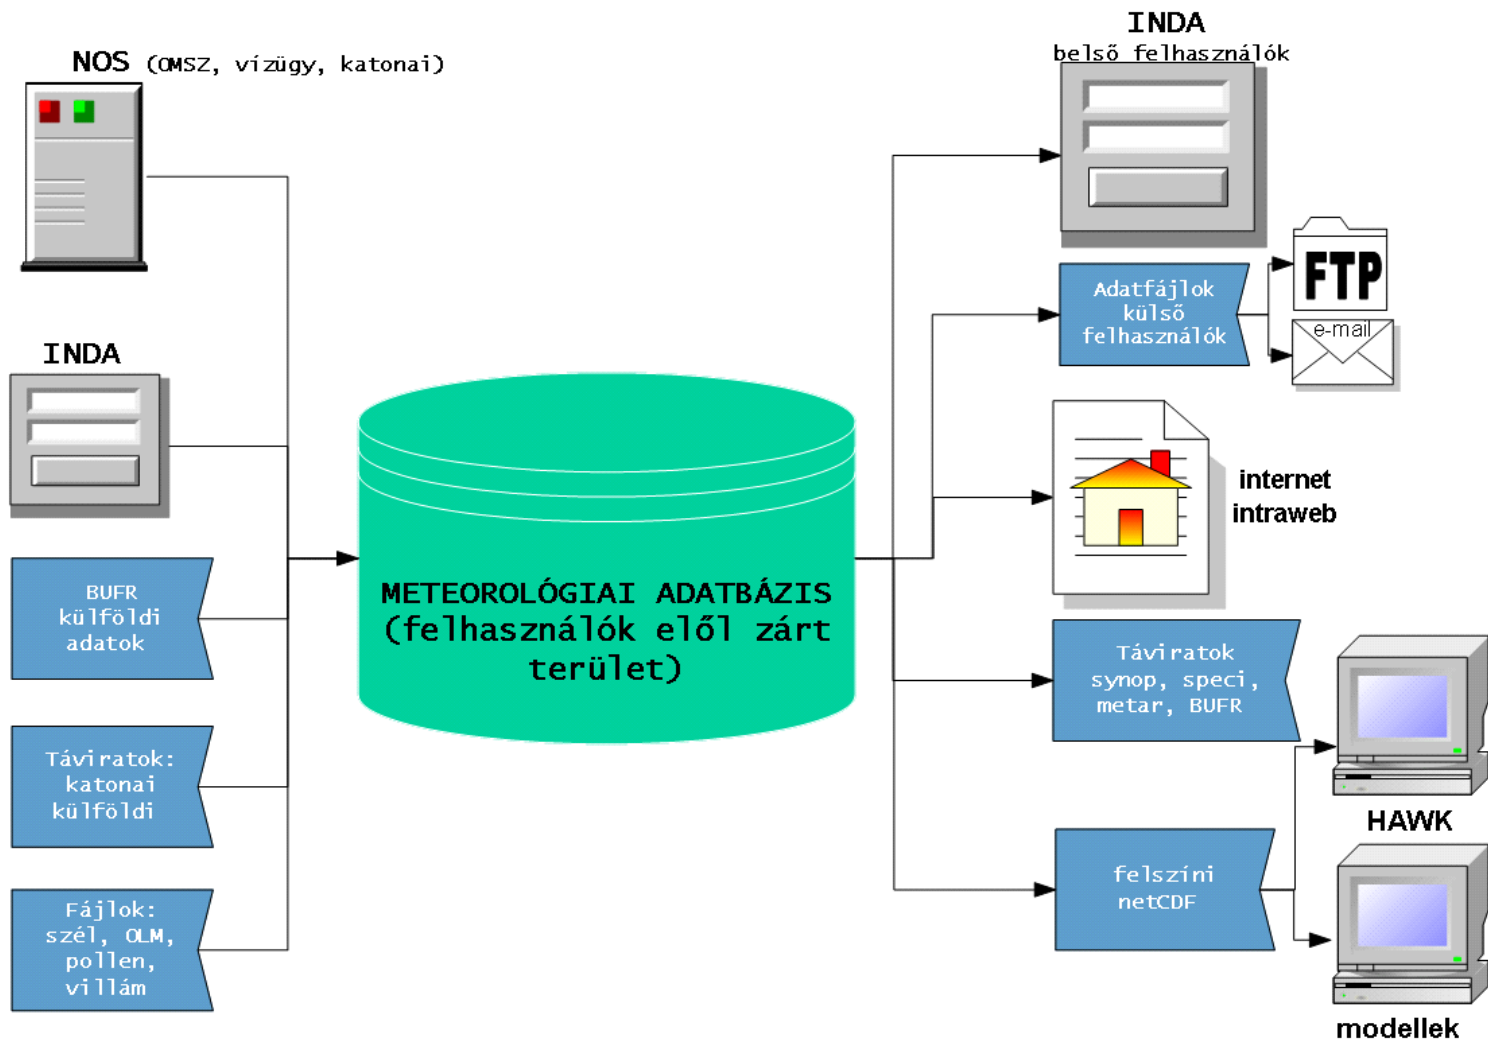 NOS (OMSZ, vízügy, katonai)
INDA
BUFR
külföldi
adatok
Táviratok:
katonai
külföldi
Fájlok:
szél, OLM,
pollen,
villám
METEOROLÓGIAI ADATBÁZIS
(felhasználók elől zárt
terület)
INDA
belső felhasználók
Adatfájlok
külső
felhasználók
FTP
e-mail
internet
intraweb
Táviratok
synop, speci,
metar, BUFR
HAWK
felszíni
netCDF
modellek